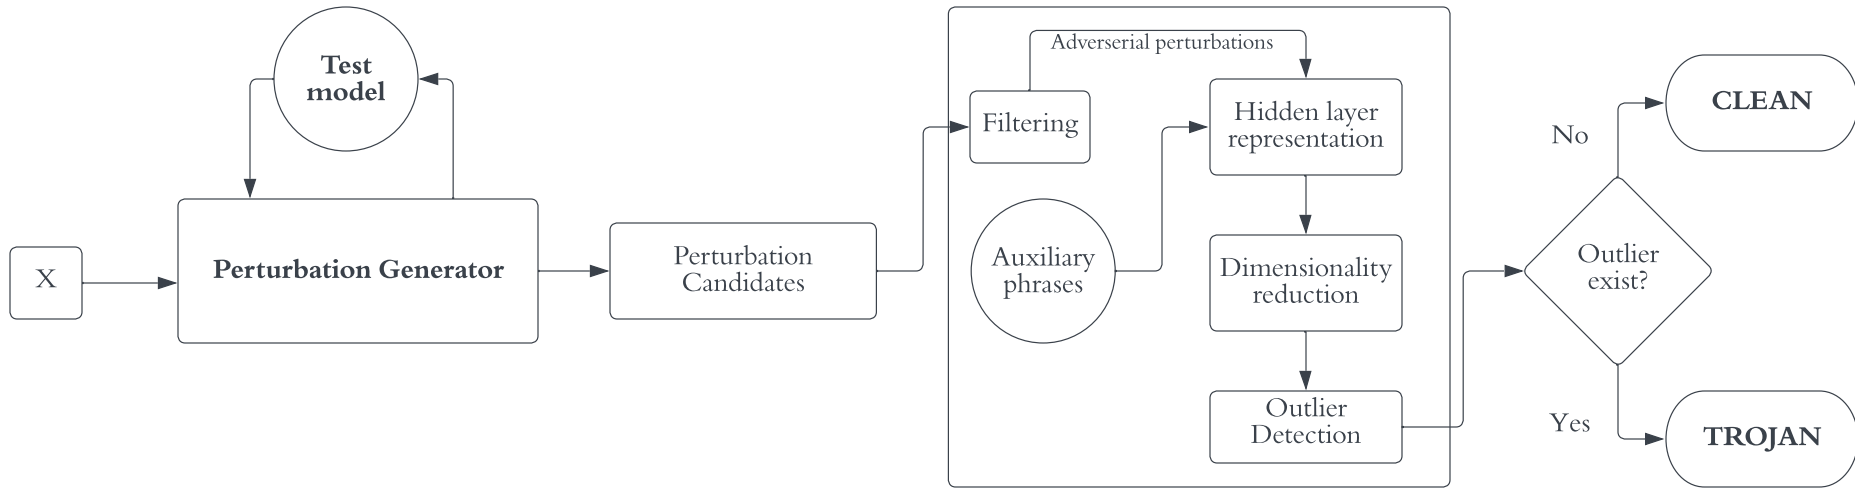 X
Test
model
Perturbation Generator
Perturbation
Candidates
Adverserial perturbations
Filtering
Auxiliary
phrases
Hidden layer
representation
Dimensionality
reduction
Outlier
Detection
Outlier
exist?
No
CLEAN
Yes
TROJAN